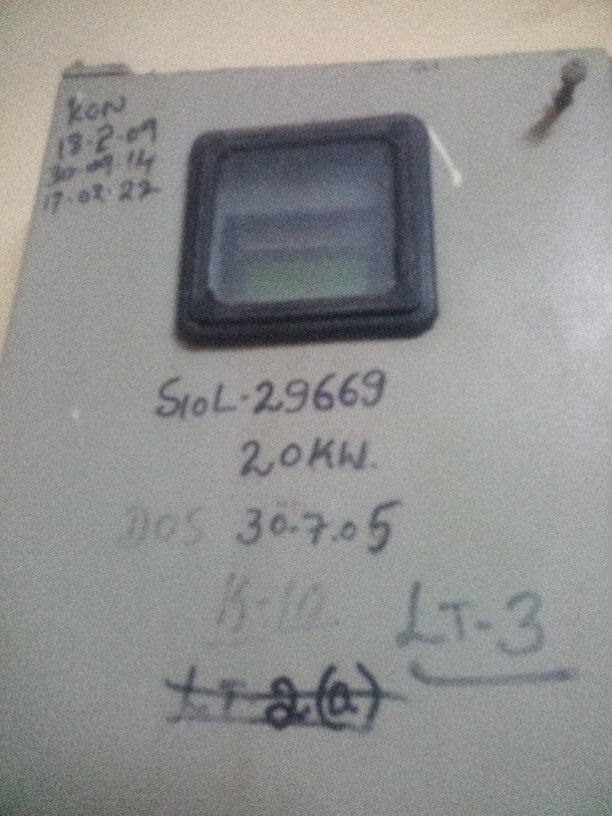 KON
18.2.09
30.09.14
17.02.22
S10L-29669
20KW.
DOS 30.7.05
K-10
LT-3
LT 2(a)